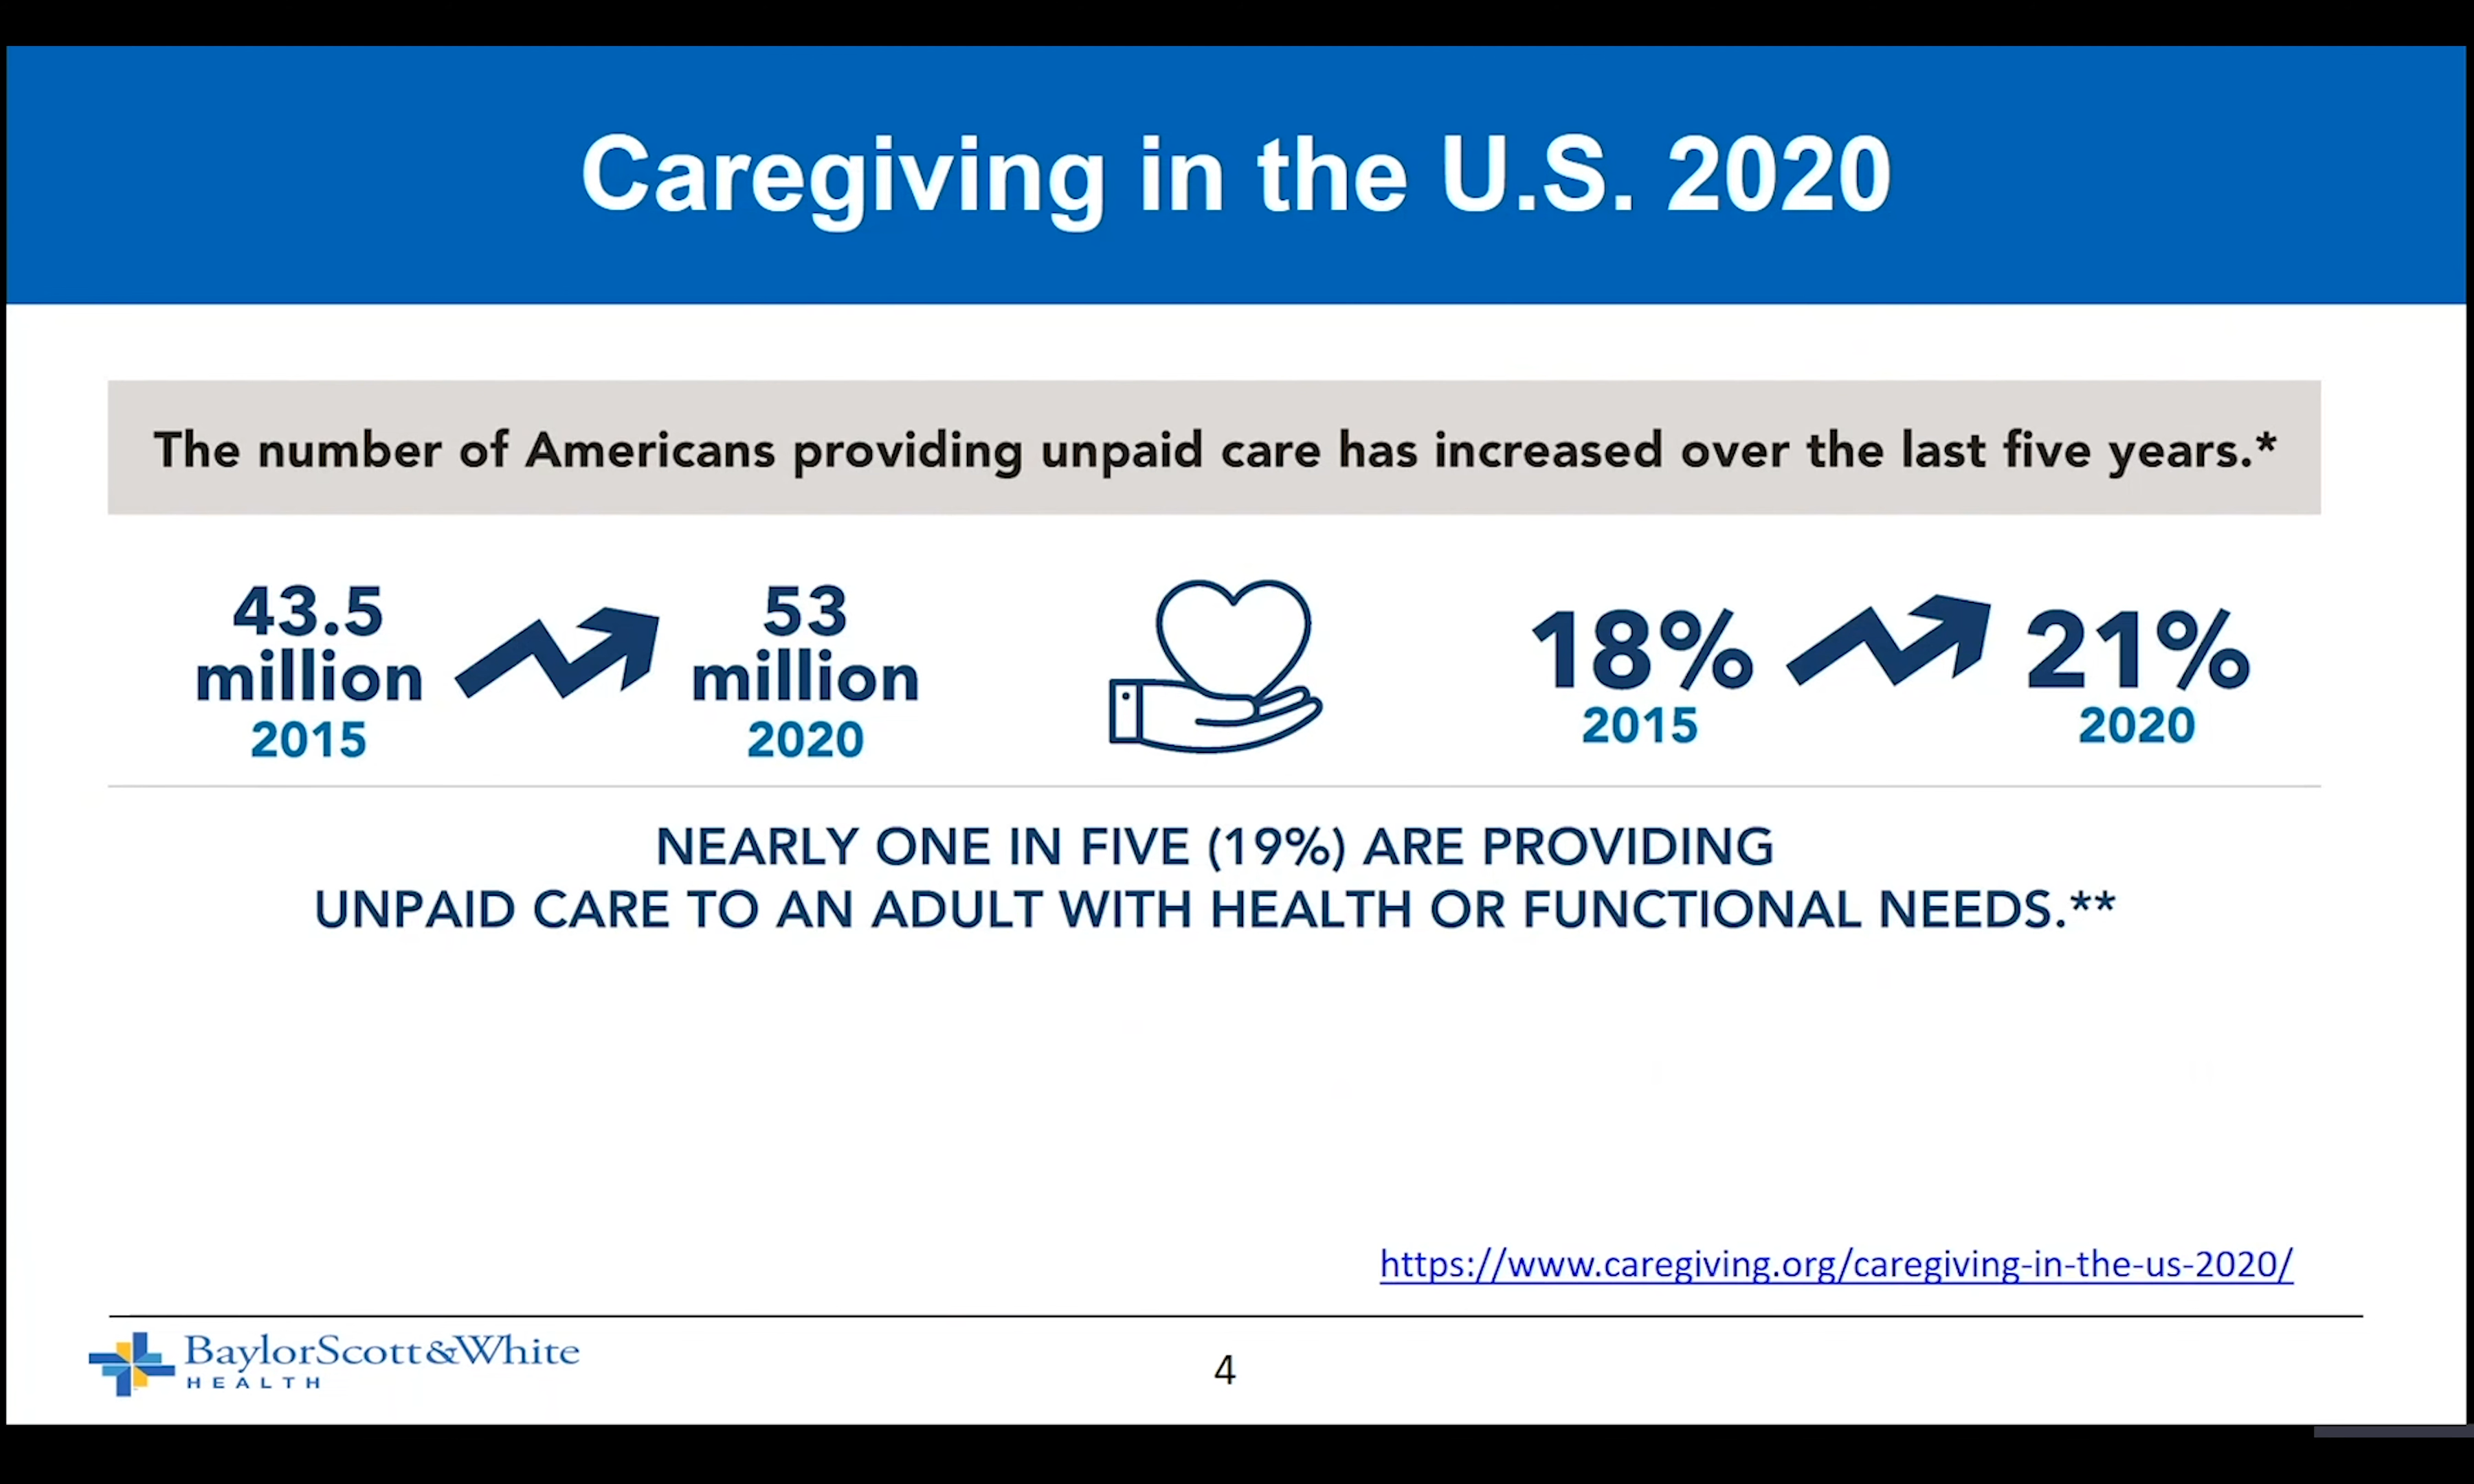 Caregiving in the U.S. 2020
The number of Americans providing unpaid care has increased over the last five years.*
43.5
million
2015
53
million
2020
18%
2015
21%
2020
NEARLY ONE IN FIVE (19%) ARE PROVIDING
UNPAID CARE TO AN ADULT WITH HEALTH OR FUNCTIONAL NEEDS.**
https://www.caregiving.org/caregiving-in-the-us-2020/
BaylorScott&White
HEALTH
4